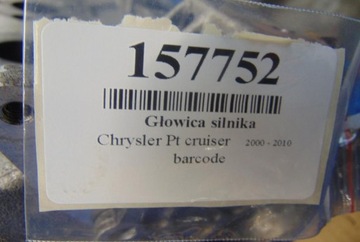 157752
Głowica silnika
Chrysler Pt cruiser 2000 - 2010
barcode